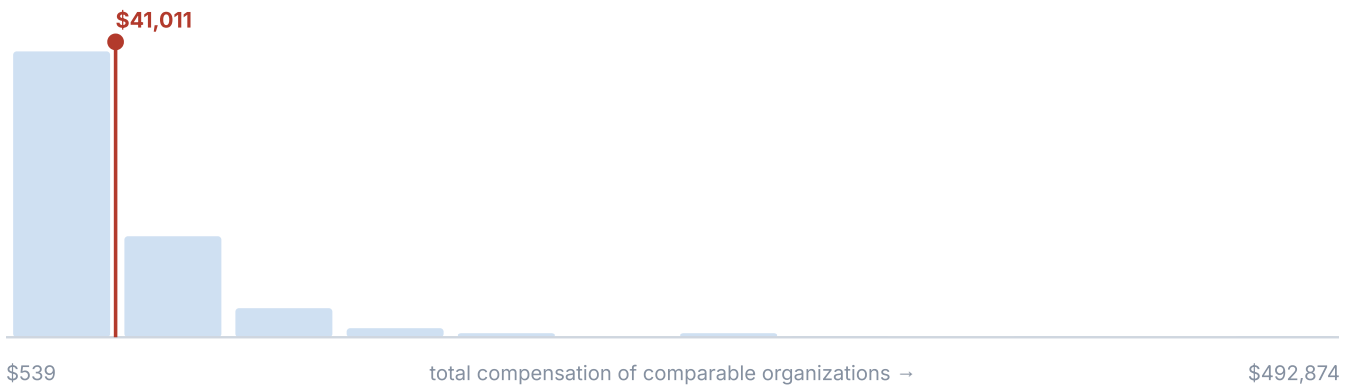 $41,011
$539
total compensation of comparable organizations →
$492,874